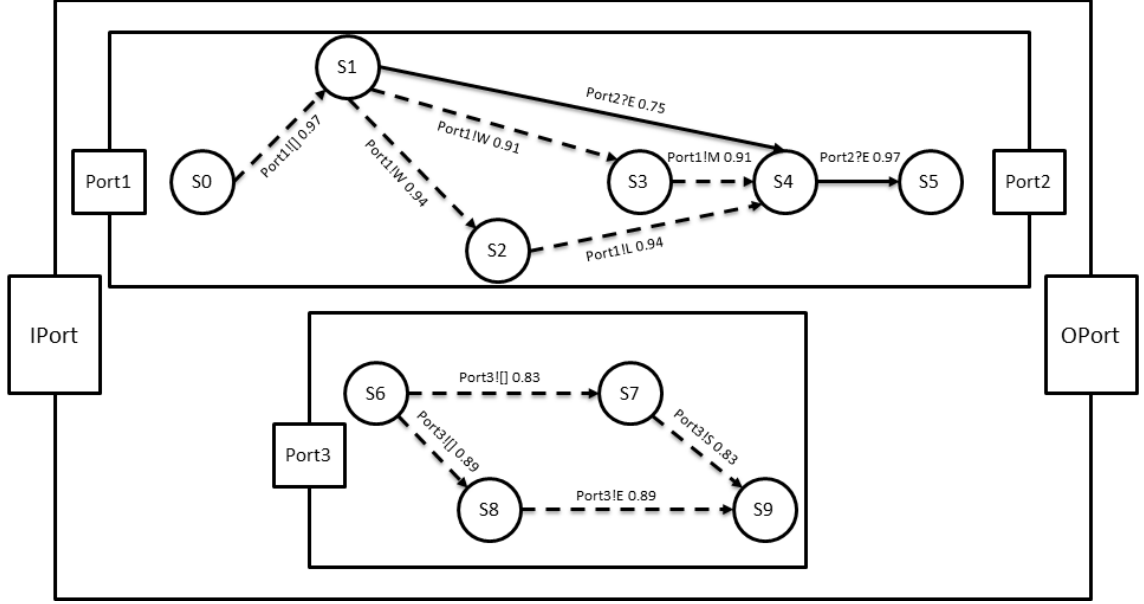 S1
Port2?E 0.75
Port1![] 0.97
Port1!W 0.91
Port1!W 0.94
Port1!M 0.91
Port2?E 0.97
Port1
S0
S3
S4
S5
Port2
S2
Port1!L 0.94
IPort
OPort
Port3![] 0.83
S6
S7
Port3![] 0.89
Port3!S 0.83
Port3
Port3!E 0.89
S8
S9